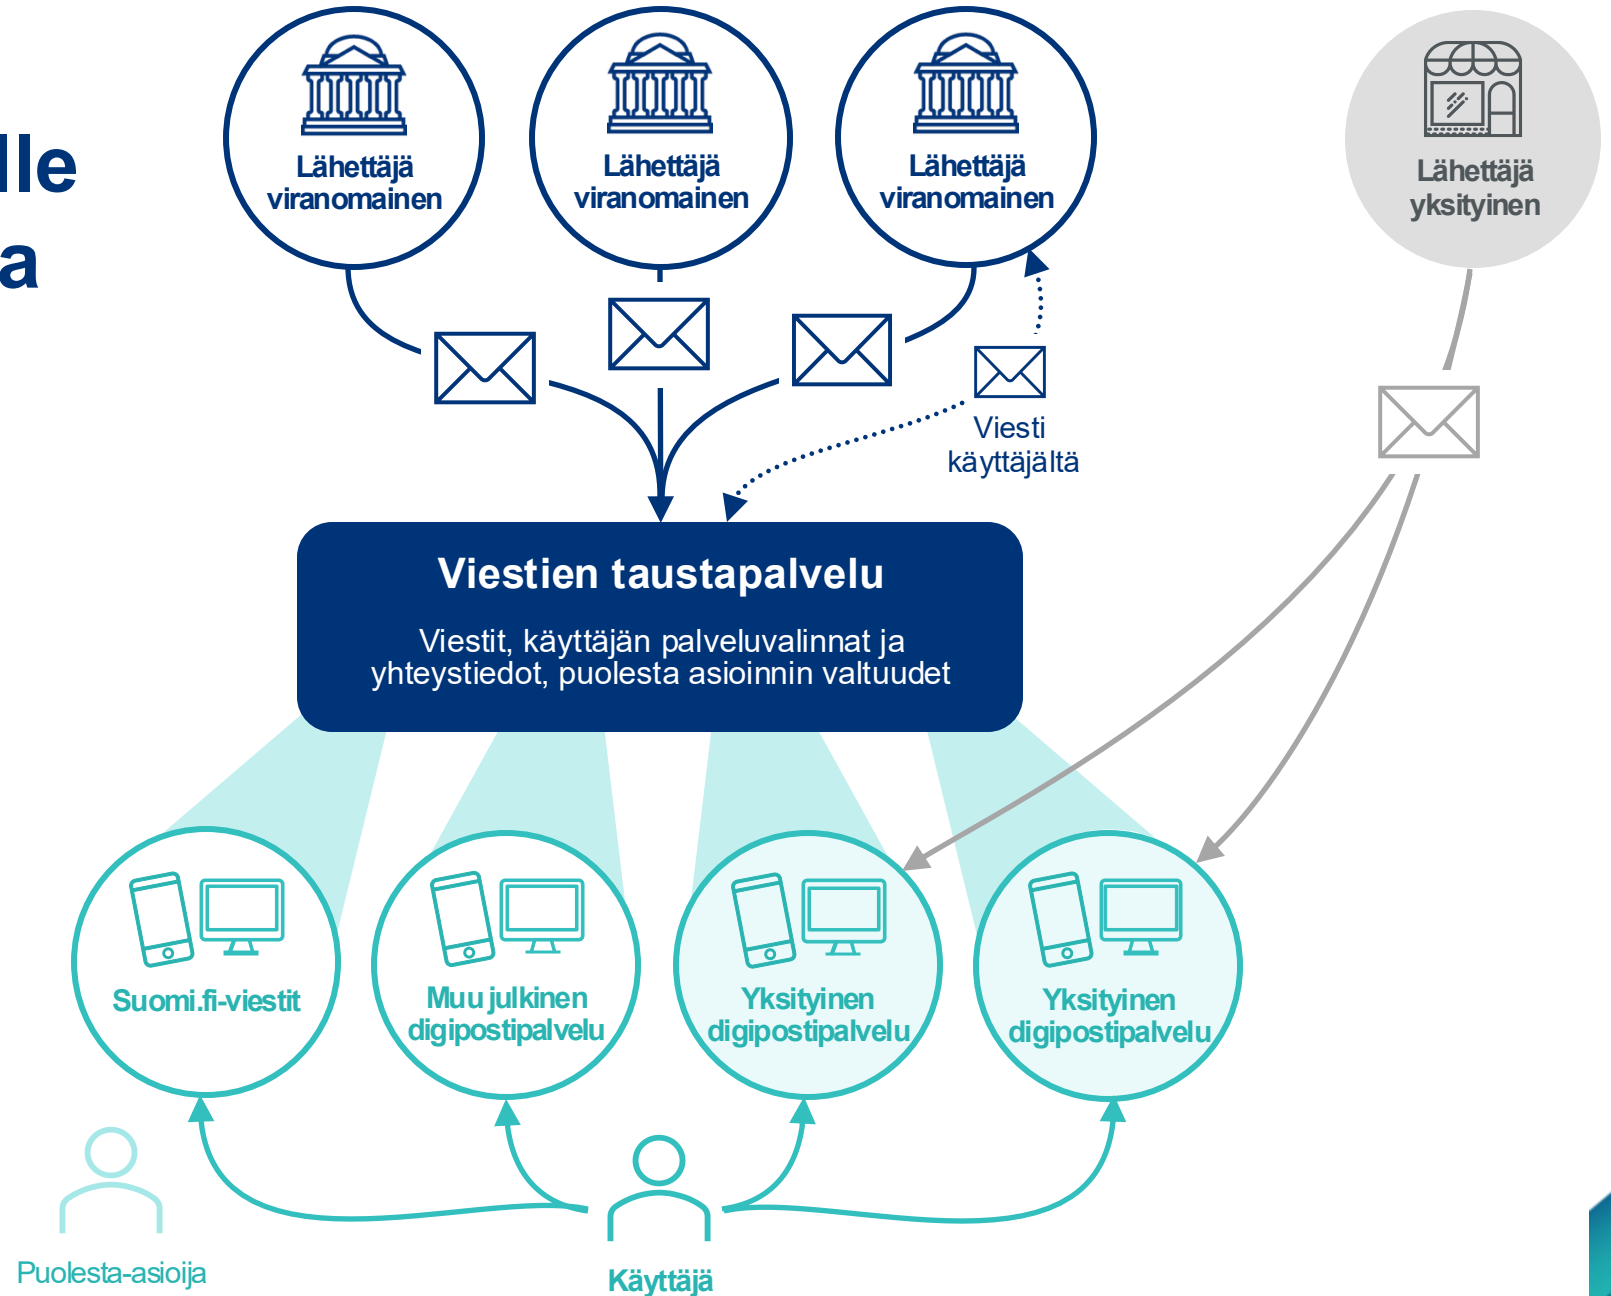 lle
a
Lähettäjä
viranomainen
Lähettäjä
viranomainen
Lähettäjä
viranomainen
Lähettäjä
yksityinen
Viesti
käyttäjältä
Viestien taustapalvelu
Viestit, käyttäjän palveluvalinnat ja
yhteystiedot, puolesta asioinnin valtuudet
Suomi.fi-viestit
Muu julkinen
digipostipalvelu
Yksityinen
digipostipalvelu
Yksityinen
digipostipalvelu
Puolesta-asioija
Käyttäjä